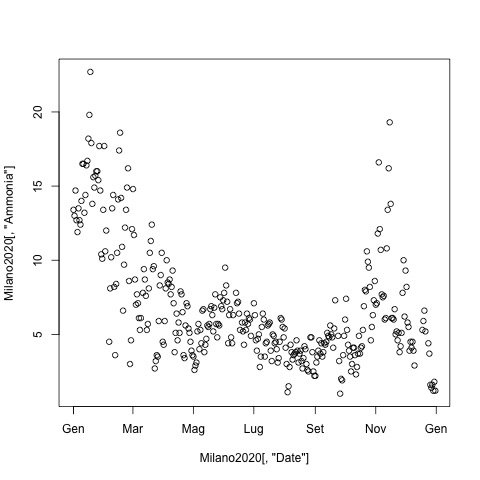 20
15
10
5
Milano2020[, "Ammonia"]
Gen Mar Mag Lug Set Nov Gen
Milano2020[, "Date"]